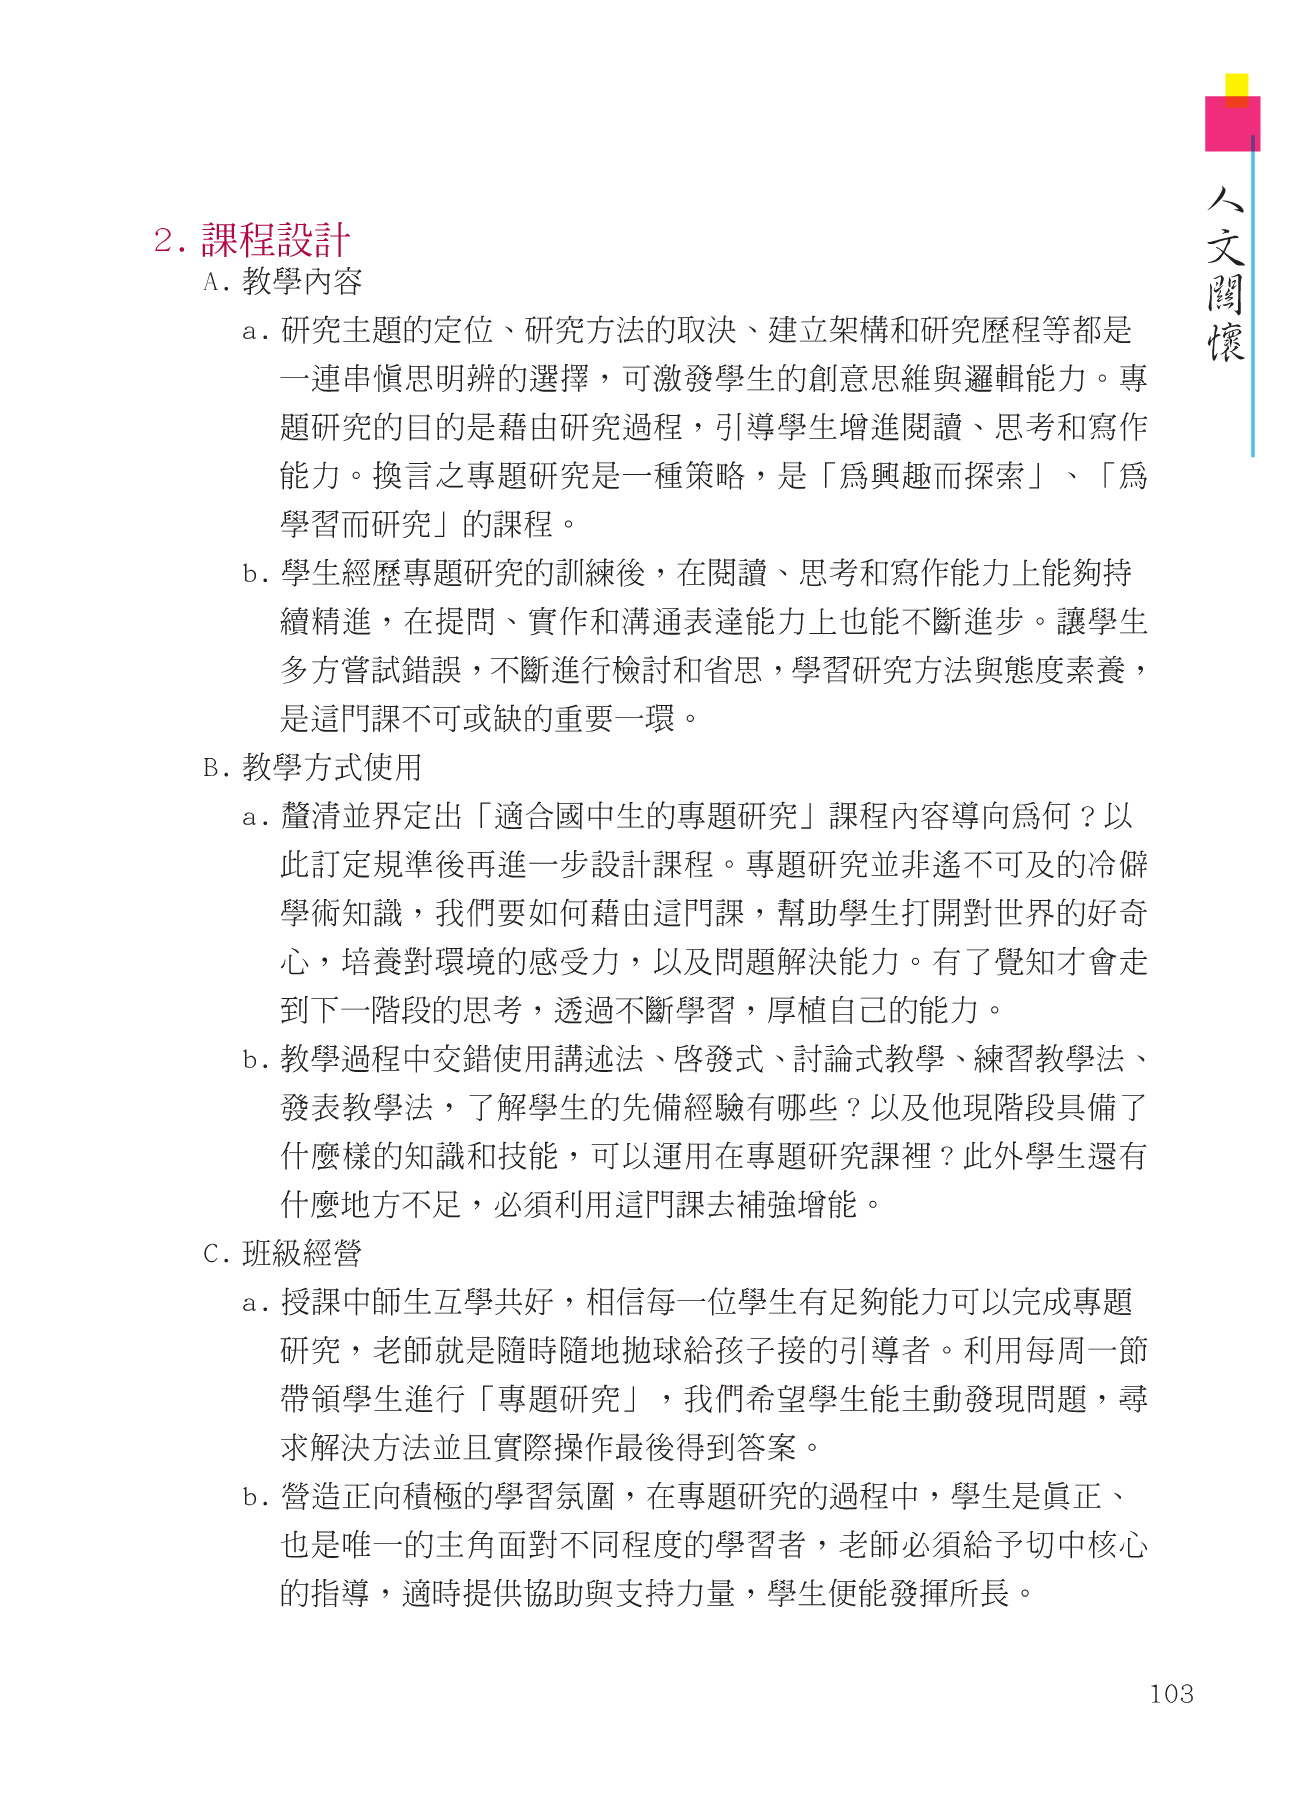 人文關懷
2. 課程設計
A. 教學內容
a. 研究主題的定位、研究方法的取決、建立架構和研究歷程等都是
一連串慎思明辨的選擇，可激發學生的創意思維與邏輯能力。專
題研究的目的是藉由研究過程，引導學生增進閱讀、思考和寫作
能力。換言之專題研究是一種策略，是「為興趣而探索」、「為
學習而研究」的課程。
b. 學生經歷專題研究的訓練後，在閱讀、思考和寫作能力上能夠持
續精進，在提問、實作和溝通表達能力上也能不斷進步。讓學生
多方嘗試錯誤，不斷進行檢討和省思，學習研究方法與態度素養，
是這門課不可或缺的重要一環。
B. 教學方式使用
a. 釐清並界定出「適合國中生的專題研究」課程內容導向為何？以
此訂定規準後再進一步設計課程。專題研究並非遙不可及的冷僻
學術知識，我們要如何藉由這門課，幫助學生打開對世界的好奇
心，培養對環境的感受力，以及問題解決能力。有了覺知才會走
到下一階段的思考，透過不斷學習，厚植自己的能力。
b. 教學過程中交錯使用講述法、啓發式、討論式教學、練習教學法、
發表教學法，了解學生的先備經驗有哪些？以及他現階段具備了
什麼樣的知識和技能，可以運用在專題研究課裡？此外學生還有
什麼地方不足，必須利用這門課去補強增能。
C. 班級經營
a. 授課中師生互學共好，相信每一位學生有足夠能力可以完成專題
研究，老師就是隨時隨地拋球給孩子接的引導者。利用每周一節
帶領學生進行「專題研究」，我們希望學生能主動發現問題，尋
求解決方法並且實際操作最後得到答案。
b. 營造正向積極的學習氛圍，在專題研究的過程中，學生是真正、
也是唯一的主角面對不同程度的學習者，老師必須給予切中核心
的指導，適時提供協助與支持力量，學生便能發揮所長。
103